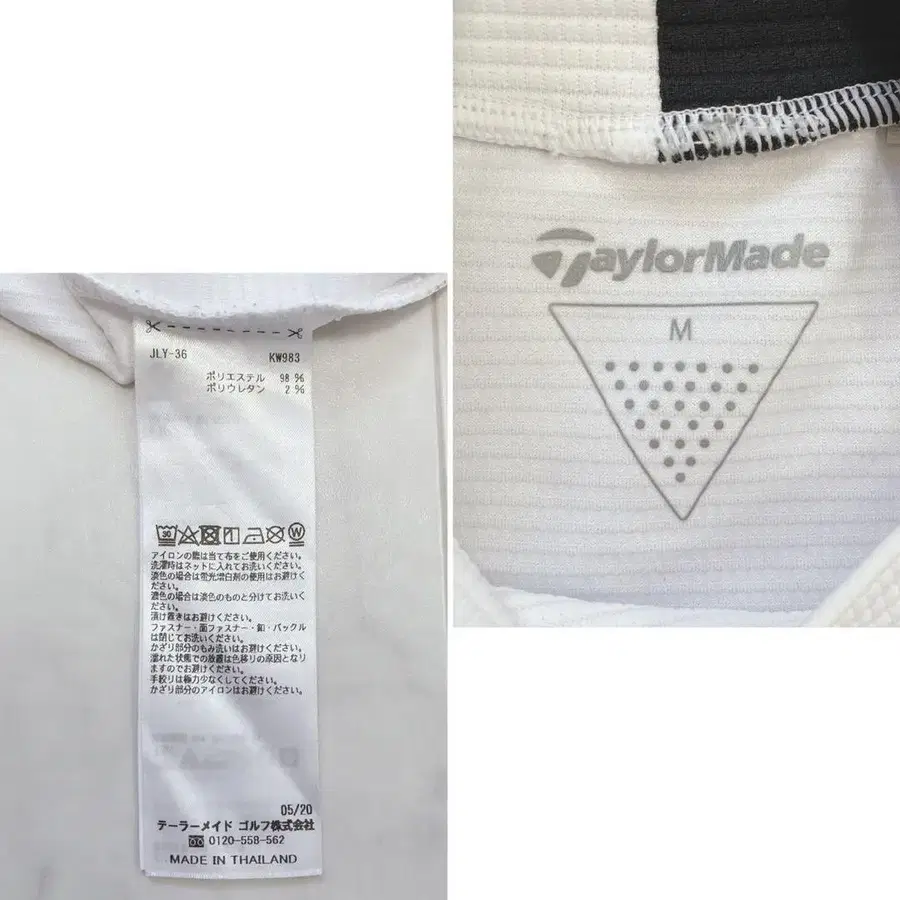 TaylorMade
M
JLY-36 KW983
ポリエステル 98 %
ポリウレタン 2 %
30 W
アイロンの際は当て布をご使用ください。
洗濯時はネットに入れてお洗いください。
淡色の場合は蛍光増白剤の使用はお避けく
ださい。
濃色の場合は淡色のものと分けてお洗いく
ださい。
漬け置きはお避けください。
ファスナー・面ファスナー・釦・バックル
は閉じてお洗いください。
かざり部分のもみ洗いはお避けください。
濡れた状態での放置は色移りの原因となり
ますのでお避けください。
手絞りは極力少なくしてください。
かざり部分のアイロンはお避けください。
05/20
テーラーメイド ゴルフ株式会社
0120-558-562
MADE IN THAILAND